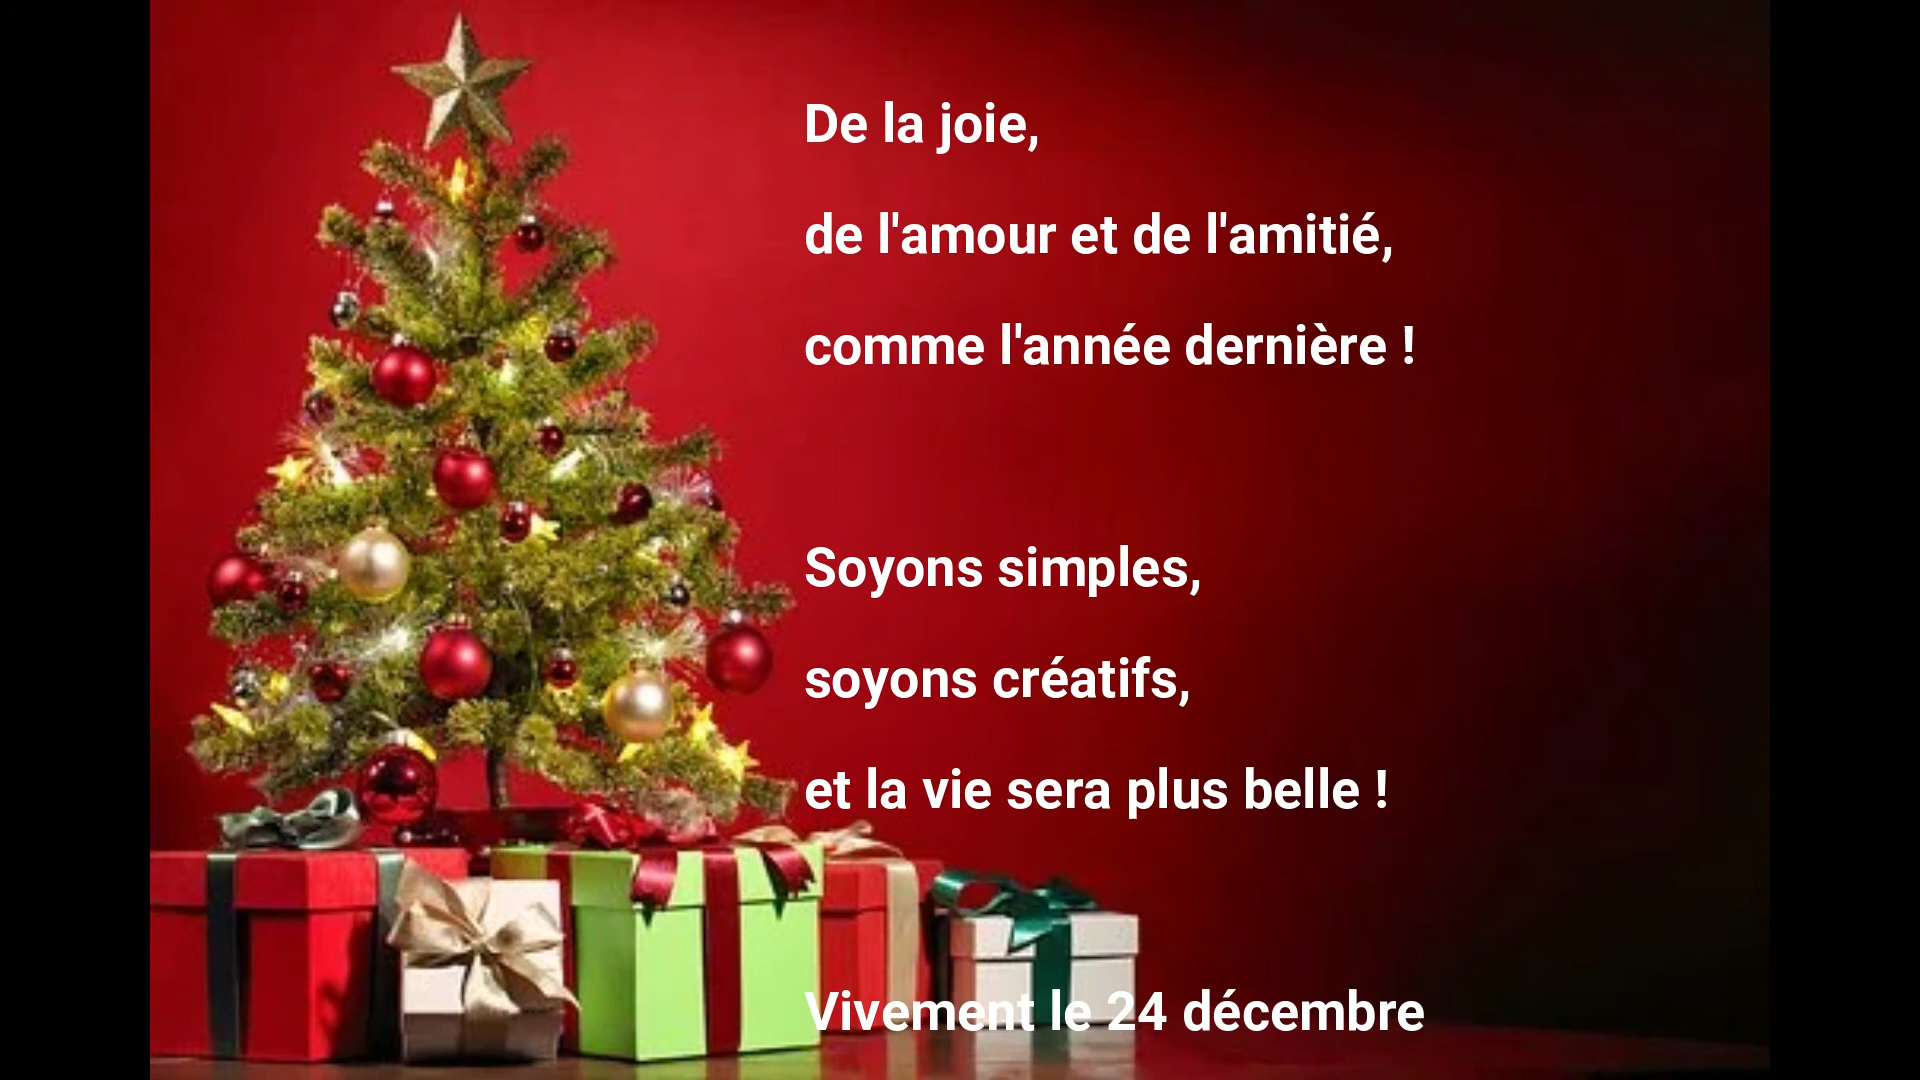 De la joie,
de l'amour et de l'amitié,
comme l'année dernière !
Soyons simples,
soyons créatifs,
et la vie sera plus belle !
Vivement le 24 décembre